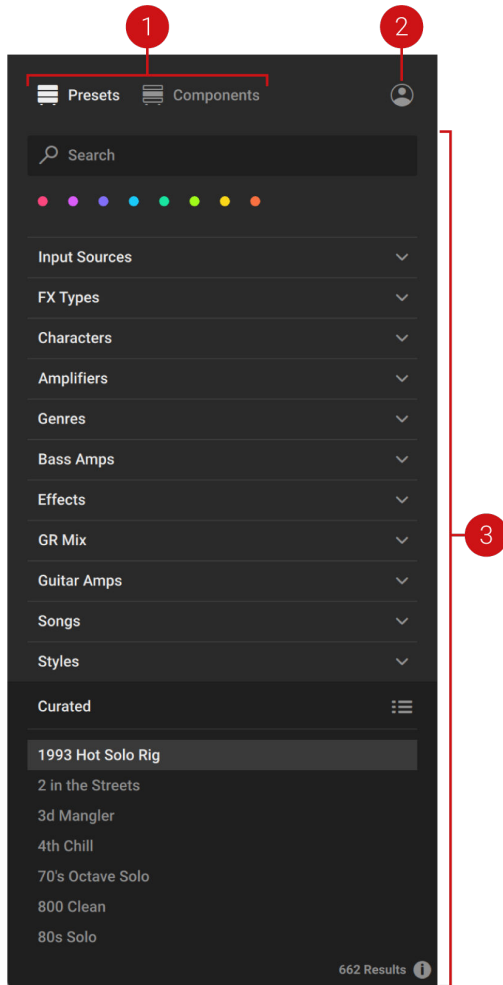 1 2
Presets Components
Search
Input Sources
FX Types
Characters
Amplifiers
Genres
Bass Amps
Effects
GR Mix
3
Guitar Amps
Songs
Styles
Curated
1993 Hot Solo Rig
2 in the Streets
3d Mangler
4th Chill
70's Octave Solo
800 Clean
80s Solo
662 Results i